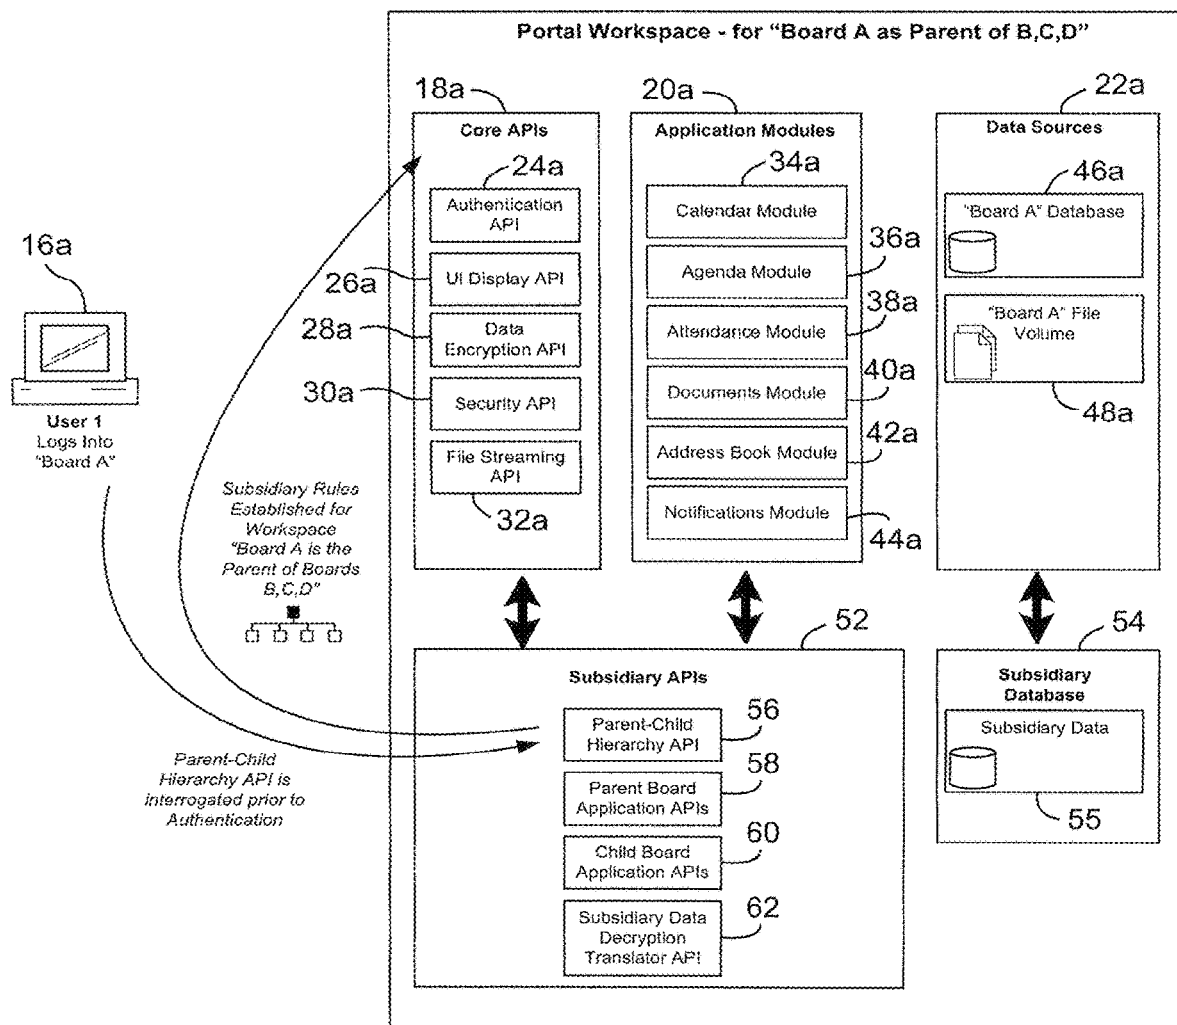 Portal Workspace - for “Board A as Parent of B,C,D”
18a
20a
22a
Core APIs
Application Modules
Data Sources
24a
Authentication
API
26a
UI Display API
28a
Data
Encryption API
30a
Security API
File Streaming
API
32a
34a
Calendar Module
36a
Agenda Module
38a
Attendance Module
40a
Documents Module
42a
Address Book Module
Notifications Module
44a
46a
“Board A” Database
“Board A” File
Volume
48a
16a
User 1
Logs Into
“Board A”
Subsidiary Rules
Established for
Workspace
“Board A is the
Parent of Boards
B,C,D”
Parent-Child
Hierarchy API is
interrogated prior to
Authentication
52
Subsidiary APIs
56
Parent-Child
Hierarchy API
58
Parent Board
Application APIs
60
Child Board
Application APIs
62
Subsidiary Data
Decryption
Translator API
54
Subsidiary
Database
Subsidiary Data
55